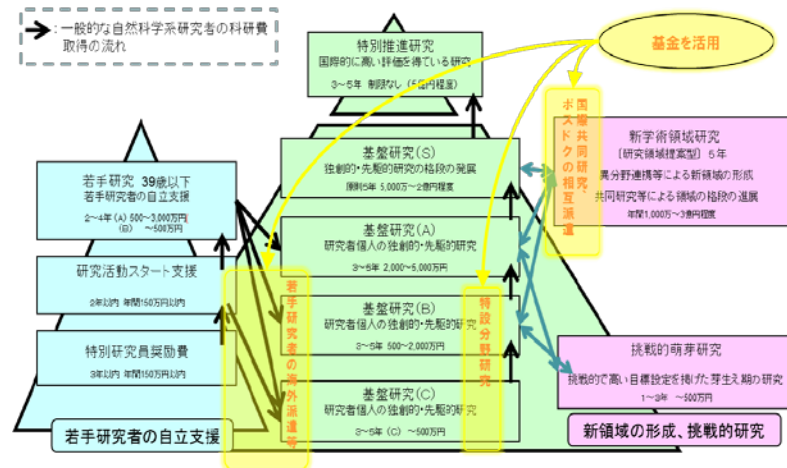 ：一般的な自然科学系研究者の科研費
取得の流れ
特別推進研究
国際的に高い評価を得ている研究
3～5年 制限なし（5億円程度）
基金を活用
国際共同研究、
ポスドクの相互派遣
新学術領域研究
〔研究領域提案型〕 5年
異分野連携等による新領域の形成
共同研究等による領域の格段の進展
年間1,000万～3億円程度
基盤研究（S）
独創的・先駆的研究の格段の発展
原則5年 5,000万～2億円程度
若手研究 39歳以下
若手研究者の自立支援
2～4年（A）500～3,000万円
（B） ～500万円
基盤研究（A）
研究者個人の独創的・先駆的研究
3～5年 2,000～5,000万円
研究活動スタート支援
2年以内 年間150万円以内
基盤研究（B）
研究者個人の独創的・先駆的研究
3～5年 500～2,000万円
若手研究者の海外派遣等
特設分野研究
特別研究員奨励費
3年以内 年間150万円以内
挑戦的萌芽研究
挑戦的で高い目標設定を掲げた芽生え期の研究
1～3年 ～500万円
基盤研究（C）
研究者個人の独創的・先駆的研究
3～5年（C） ～500万円
若手研究者の自立支援
新領域の形成、挑戦的研究